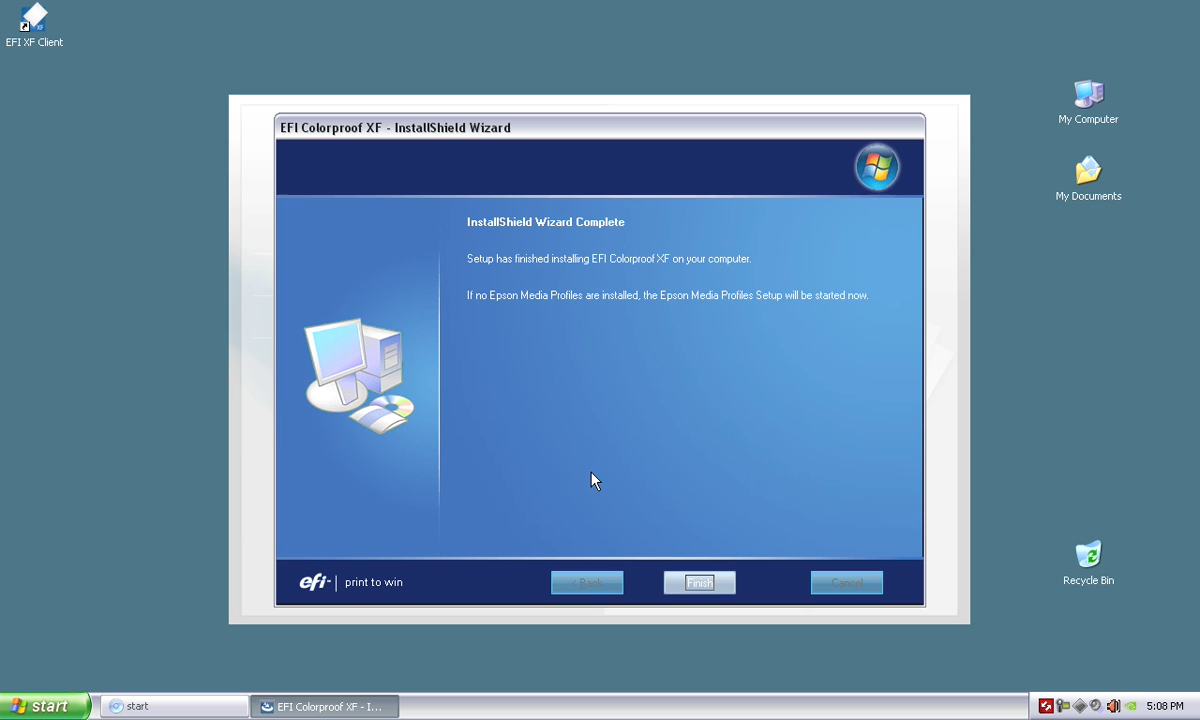 EFI XF Client
My Computer
My Documents
Recycle Bin
EFI Colorproof XF - InstallShield Wizard
InstallShield Wizard Complete
Setup has finished installing EFI Colorproof XF on your computer.
If no Epson Media Profiles are installed, the Epson Media Profiles Setup will be started now.
efi print to win
< Back
Finish
Cancel
start
start
EFI Colorproof XF - I...
5:08 PM